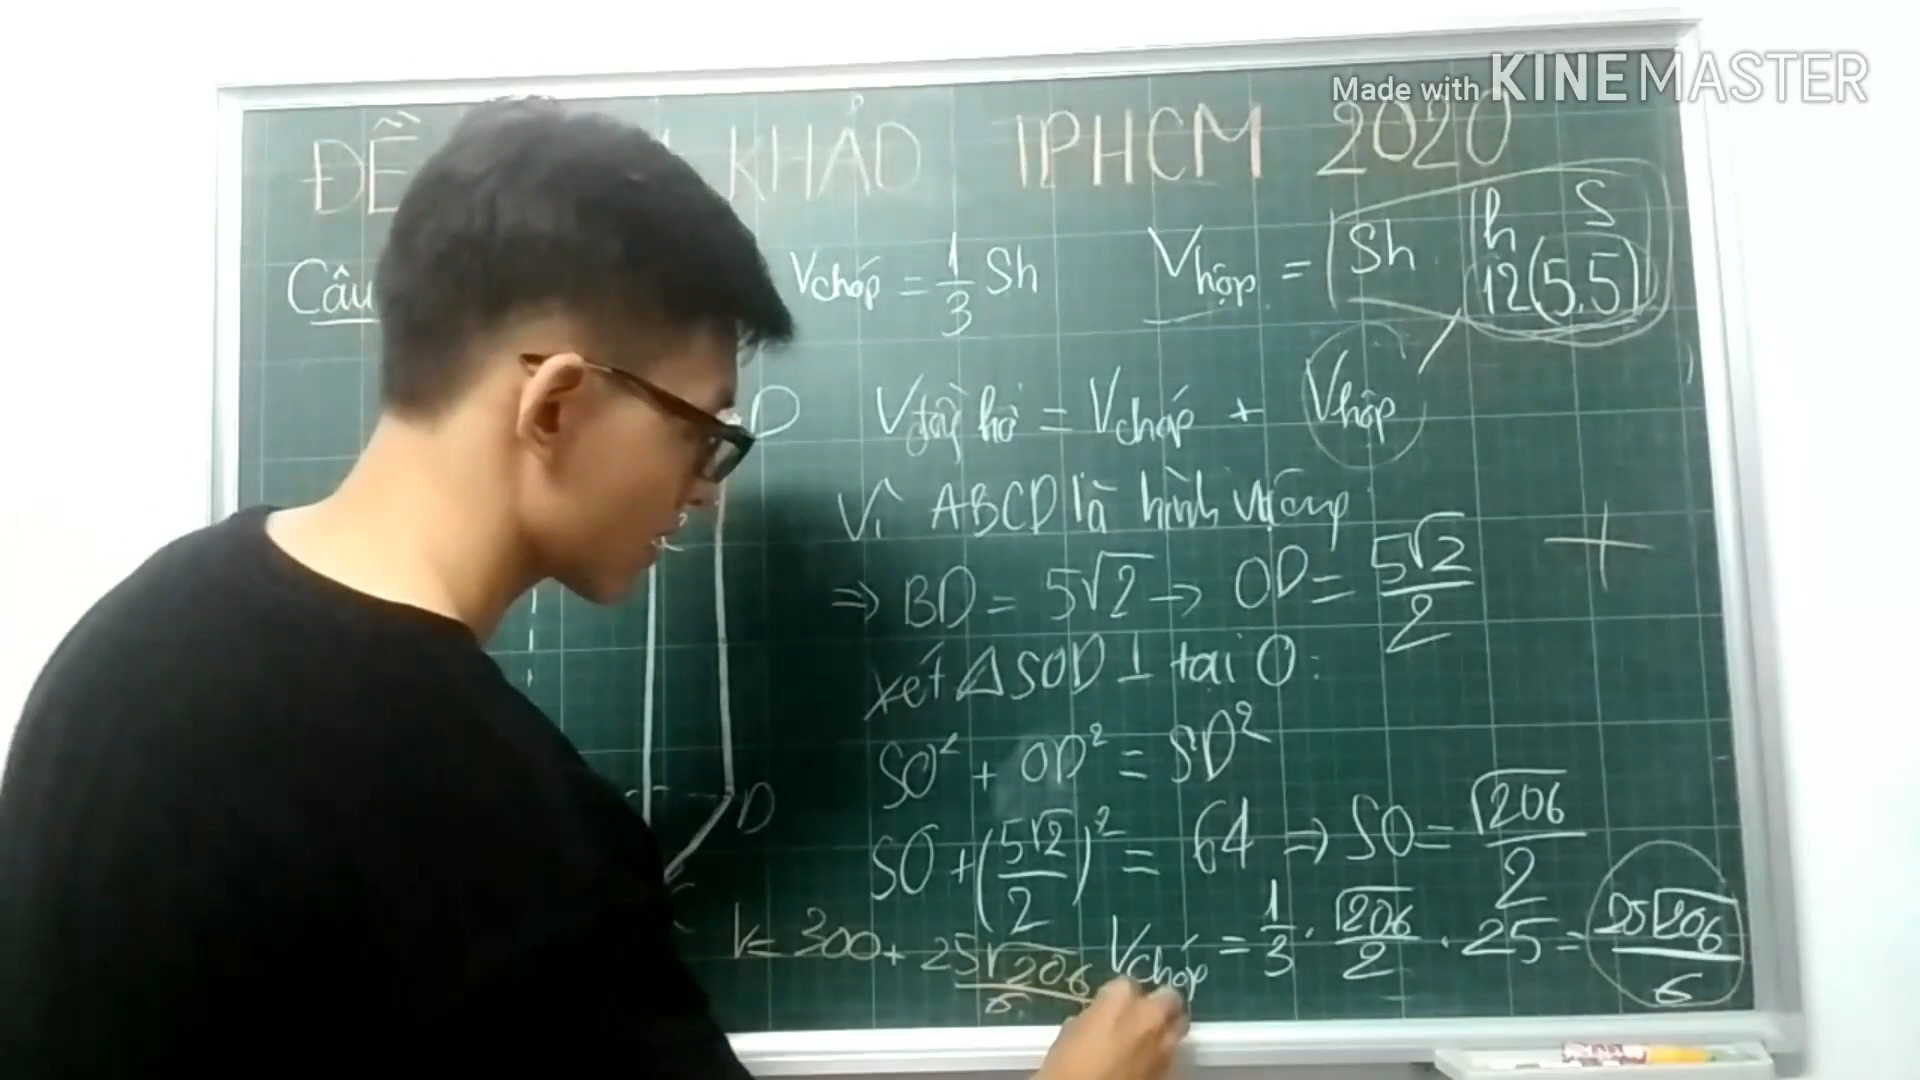 Made with KINEMASTER
ĐỀ KHẢO TPHCM 2020
Câu
Vchóp = 1/3 Sh
Vhộp = Sh
h S
12(5.5)
D
Vđầy hơi = Vchóp + Vhộp
Vì ABCD là hình vuông
⇒ BD = 5√2 → OD = 5√2/2
xét ΔSOD ⊥ tại O:
SO² + OD² = SD²
D
SO + (5√2/2)² = 64 ⇒ SO = √206/2
C
V= 300 + 25√206/6
Vchóp = 1/3 . √206/2 . 25 = 25√206/6